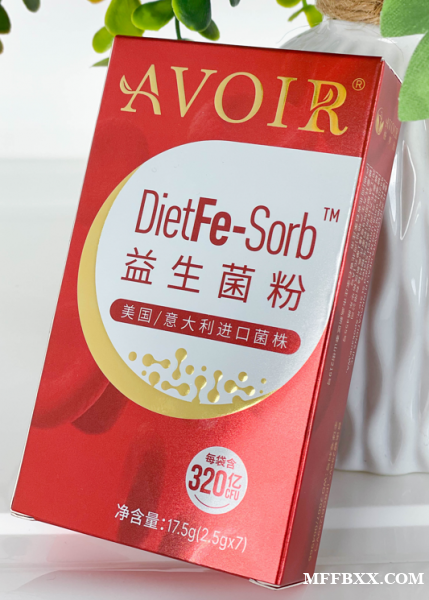 AVOIR®
DietFe-Sorb™
益生菌粉
美国/意大利进口菌株
每袋含
320亿
CFU
净含量：17.5g(2.5gx7)
MFFBXX.COM